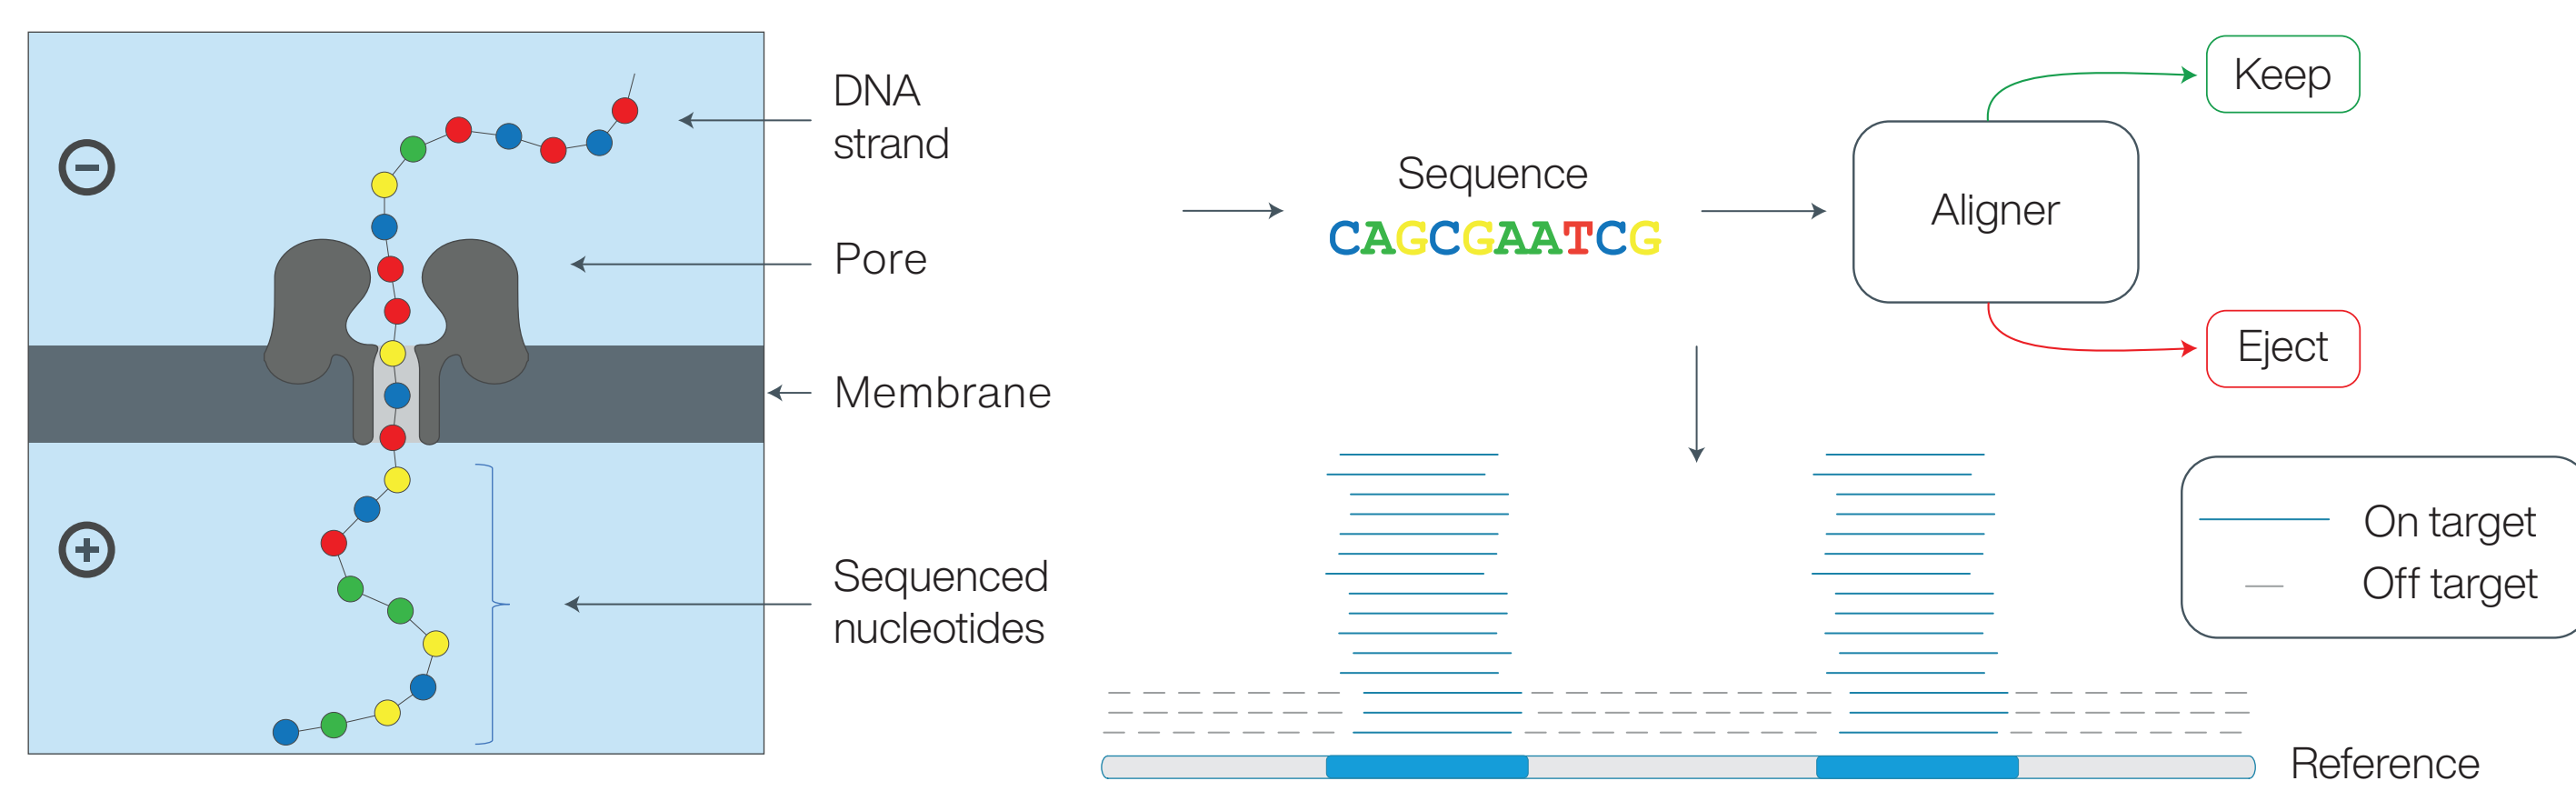 DNA
strand
Pore
Membrane
Sequenced
nucleotides
Sequence
CAGCGAATCG
Aligner
Keep
Eject
On target
Off target
Reference